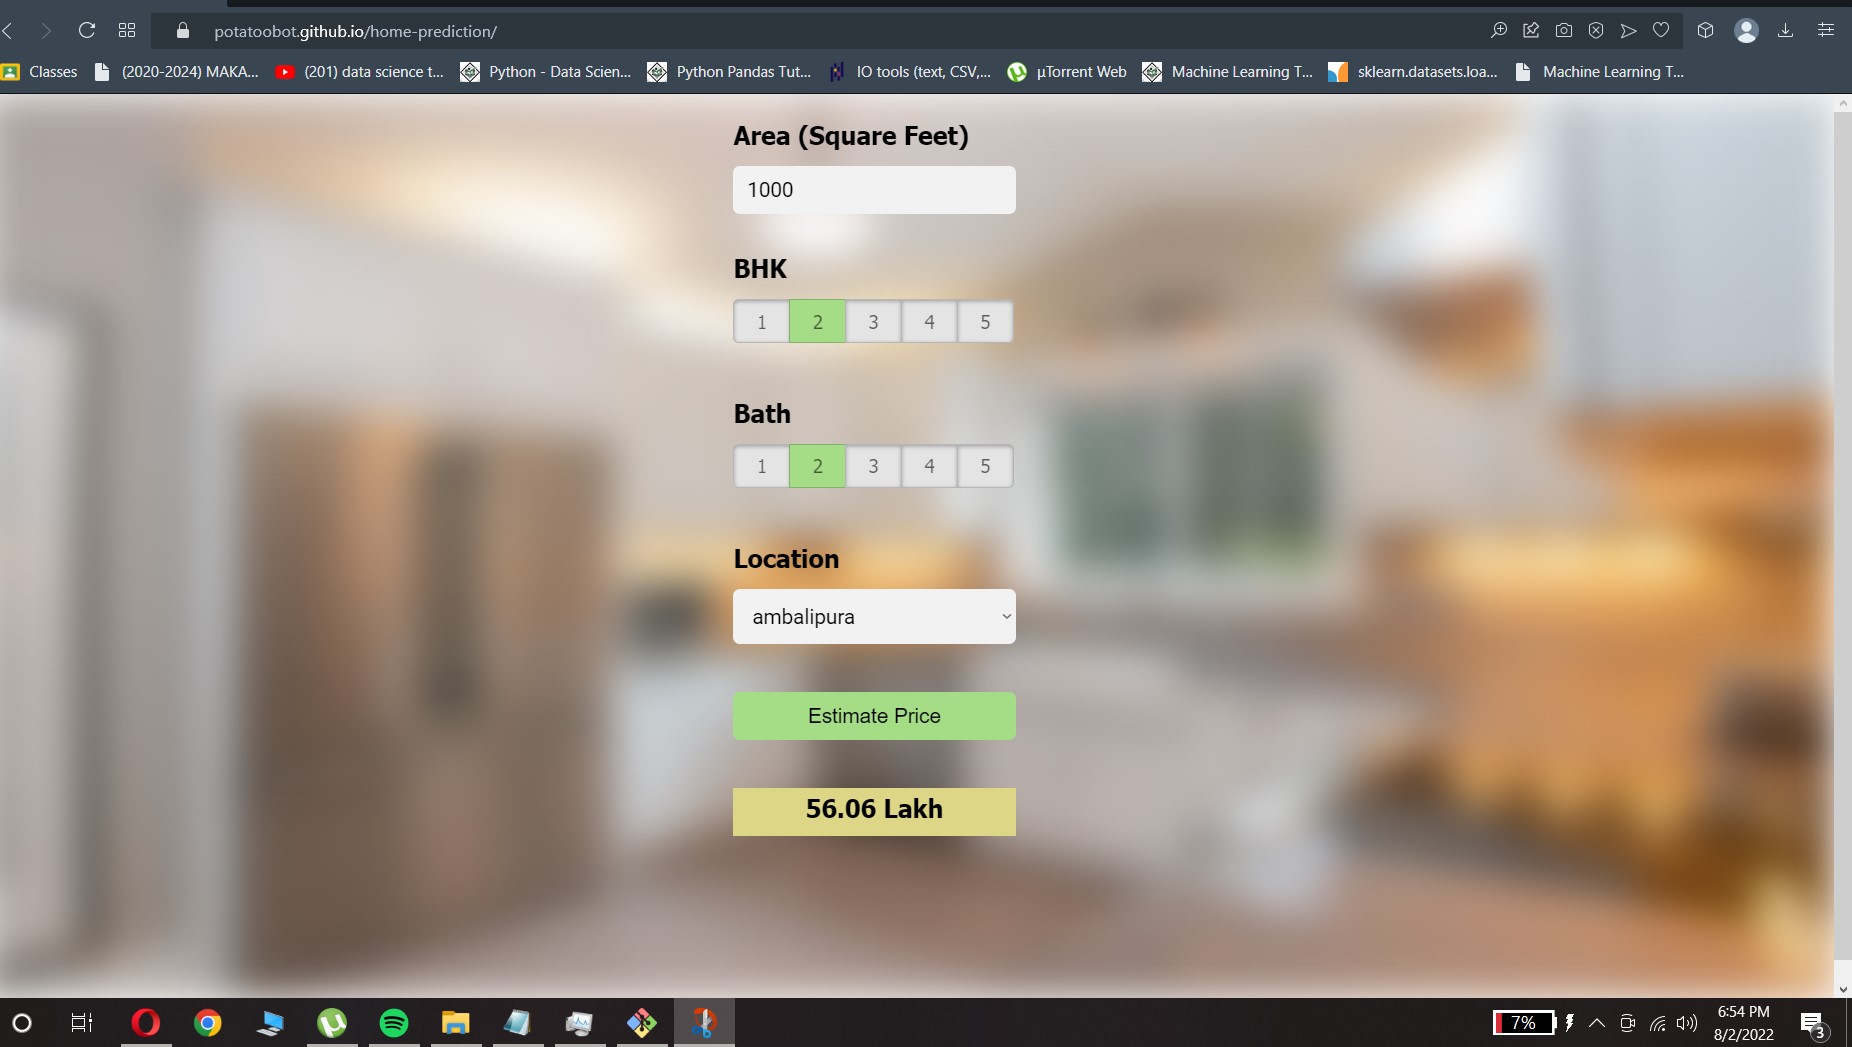 potatoobot.github.io/home-prediction/
Classes
(2020-2024) MAKA...
(201) data science t...
Python - Data Scien...
Python Pandas Tut...
IO tools (text, CSV,...
µTorrent Web
Machine Learning T...
sklearn.datasets.loa...
Machine Learning T...
Area (Square Feet)
1000
BHK
1 2 3 4 5
Bath
1 2 3 4 5
Location
ambalipura
Estimate Price
56.06 Lakh
7%
6:54 PM
8/2/2022
3